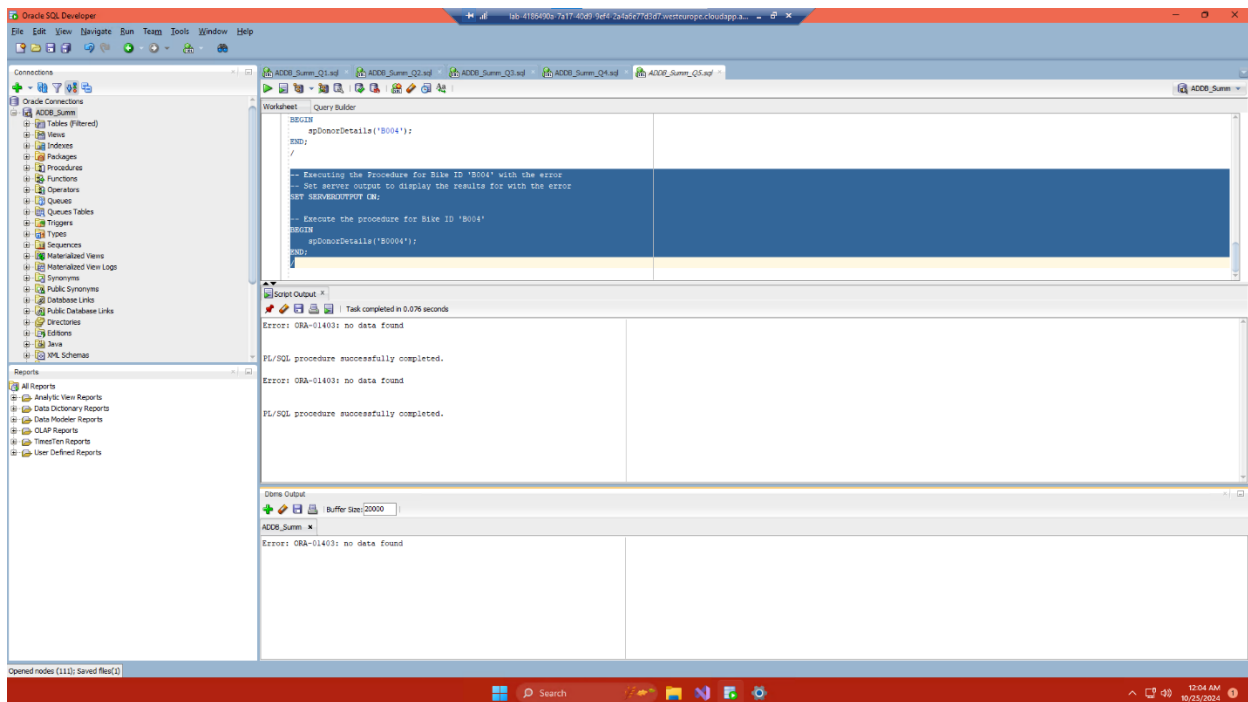 Oracle SQL Developer
lab-4186490a-7a17-40d9-9ef4-2a4a6e77d3d7.westeurope.cloudapp.a...
File Edit View Navigate Run Team Tools Window Help
Connections
Oracle Connections
ADDB_Summ
Tables (Filtered)
Views
Indexes
Packages
Procedures
Functions
Operators
Queues
Queues Tables
Triggers
Types
Sequences
Materialized Views
Materialized View Logs
Synonyms
Public Synonyms
Database Links
Public Database Links
Directories
Editions
Java
XML Schemas
Reports
All Reports
Analytic View Reports
Data Dictionary Reports
Data Modeler Reports
OLAP Reports
TimesTen Reports
User Defined Reports
ADDB_Summ_Q1.sql ADDB_Summ_Q2.sql ADDB_Summ_Q3.sql ADDB_Summ_Q4.sql ADDB_Summ_Q5.sql
ADDB_Summ
Worksheet Query Builder
BEGIN
spDonorDetails('B004');
END;
/
-- Executing the Procedure for Bike ID 'B004' with the error
-- Set server output to display the results for with the error
SET SERVEROUTPUT ON;
-- Execute the procedure for Bike ID 'B004'
BEGIN
spDonorDetails('B0004');
END;
/
Script Output
Task completed in 0.076 seconds
Error: ORA-01403: no data found
PL/SQL procedure successfully completed.
Error: ORA-01403: no data found
PL/SQL procedure successfully completed.
Dbms Output
Buffer Size: 20000
ADDB_Summ
Error: ORA-01403: no data found
Opened nodes (111); Saved files(1)
Search
12:04 AM
10/25/2024